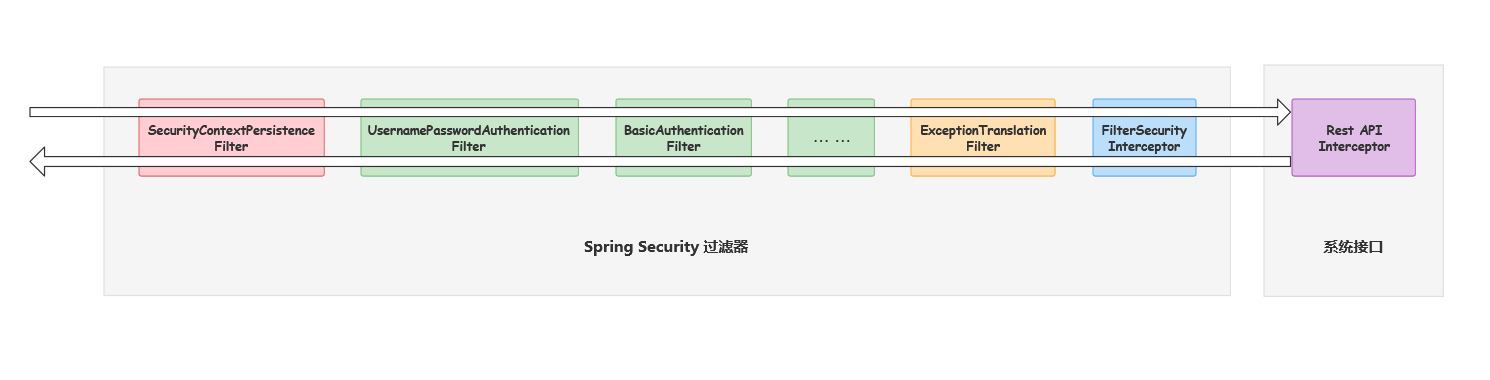 SecurityContextPersistence
Filter
UsernamePasswordAuthentication
Filter
BasicAuthentication
Filter
... ...
ExceptionTranslation
Filter
FilterSecurity
Interceptor
Rest API
Interceptor
Spring Security 过滤器
系统接口